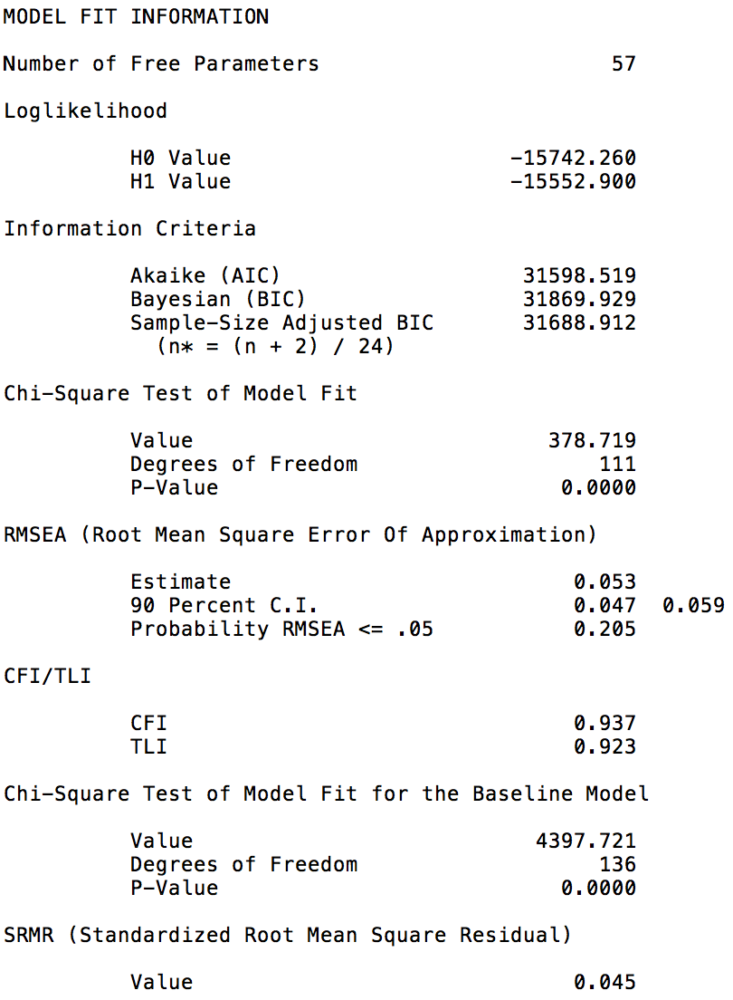 MODEL FIT INFORMATION
Number of Free Parameters 57
Loglikelihood
H0 Value -15742.260
H1 Value -15552.900
Information Criteria
Akaike (AIC) 31598.519
Bayesian (BIC) 31869.929
Sample-Size Adjusted BIC 31688.912
(n* = (n + 2) / 24)
Chi-Square Test of Model Fit
Value 378.719
Degrees of Freedom 111
P-Value 0.0000
RMSEA (Root Mean Square Error Of Approximation)
Estimate 0.053
90 Percent C.I. 0.047 0.059
Probability RMSEA <= .05 0.205
CFI/TLI
CFI 0.937
TLI 0.923
Chi-Square Test of Model Fit for the Baseline Model
Value 4397.721
Degrees of Freedom 136
P-Value 0.0000
SRMR (Standardized Root Mean Square Residual)
Value 0.045